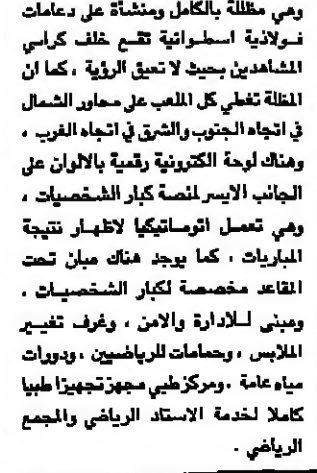 وهي مظللة بالكامل ومنشأة على دعامات
فولاذية اسطوانية تقع خلف كراسي
المشاهدين بحيث لا تعيق الرؤية ، كما ان
المظلة تغطي كل الملعب على محاور الشمال
في اتجاه الجنوب والشرق في اتجاه الغرب ،
وهناك لوحة الكترونية رقمية بالالوان على
الجانب الايسر لمنصة كبار الشخصيات ،
وهي تعمل اتوماتيكيا لاظهار نتيجة
المباريات ، كما يوجد هناك مبان تحت
المقاعد مخصصة لكبار الشخصيات ،
ومبنى للادارة والامن ، وغرف تغيير
الملابس ، وحمامات للرياضيين ، ودورات
مياه عامة ، ومركز طبي مجهز تجهيزا طبيا
كاملا لخدمة الاستاد الرياضي والمجمع
الرياضي .